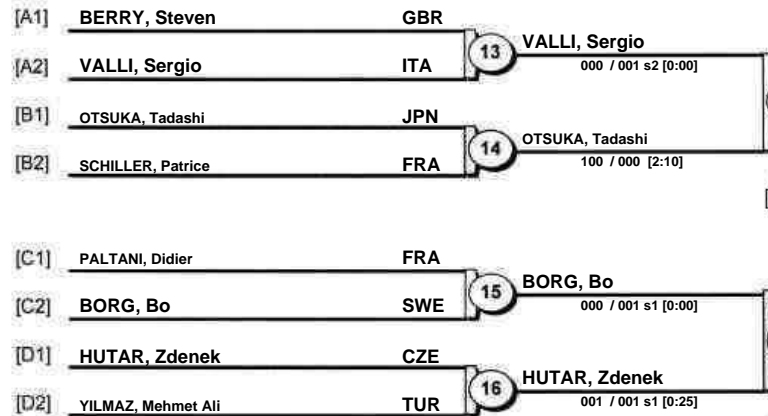 [A1] BERRY, Steven GBR
13 VALLI, Sergio
[A2] VALLI, Sergio ITA
000 / 001 s2 [0:00]
[B1] OTSUKA, Tadashi JPN
14 OTSUKA, Tadashi
[B2] SCHILLER, Patrice FRA
100 / 000 [2:10]
[C1] PALTANI, Didier FRA
15 BORG, Bo
[C2] BORG, Bo SWE
000 / 001 s1 [0:00]
[D1] HUTAR, Zdenek CZE
16 HUTAR, Zdenek
[D2] YILMAZ, Mehmet Ali TUR
001 / 001 s1 [0:25]